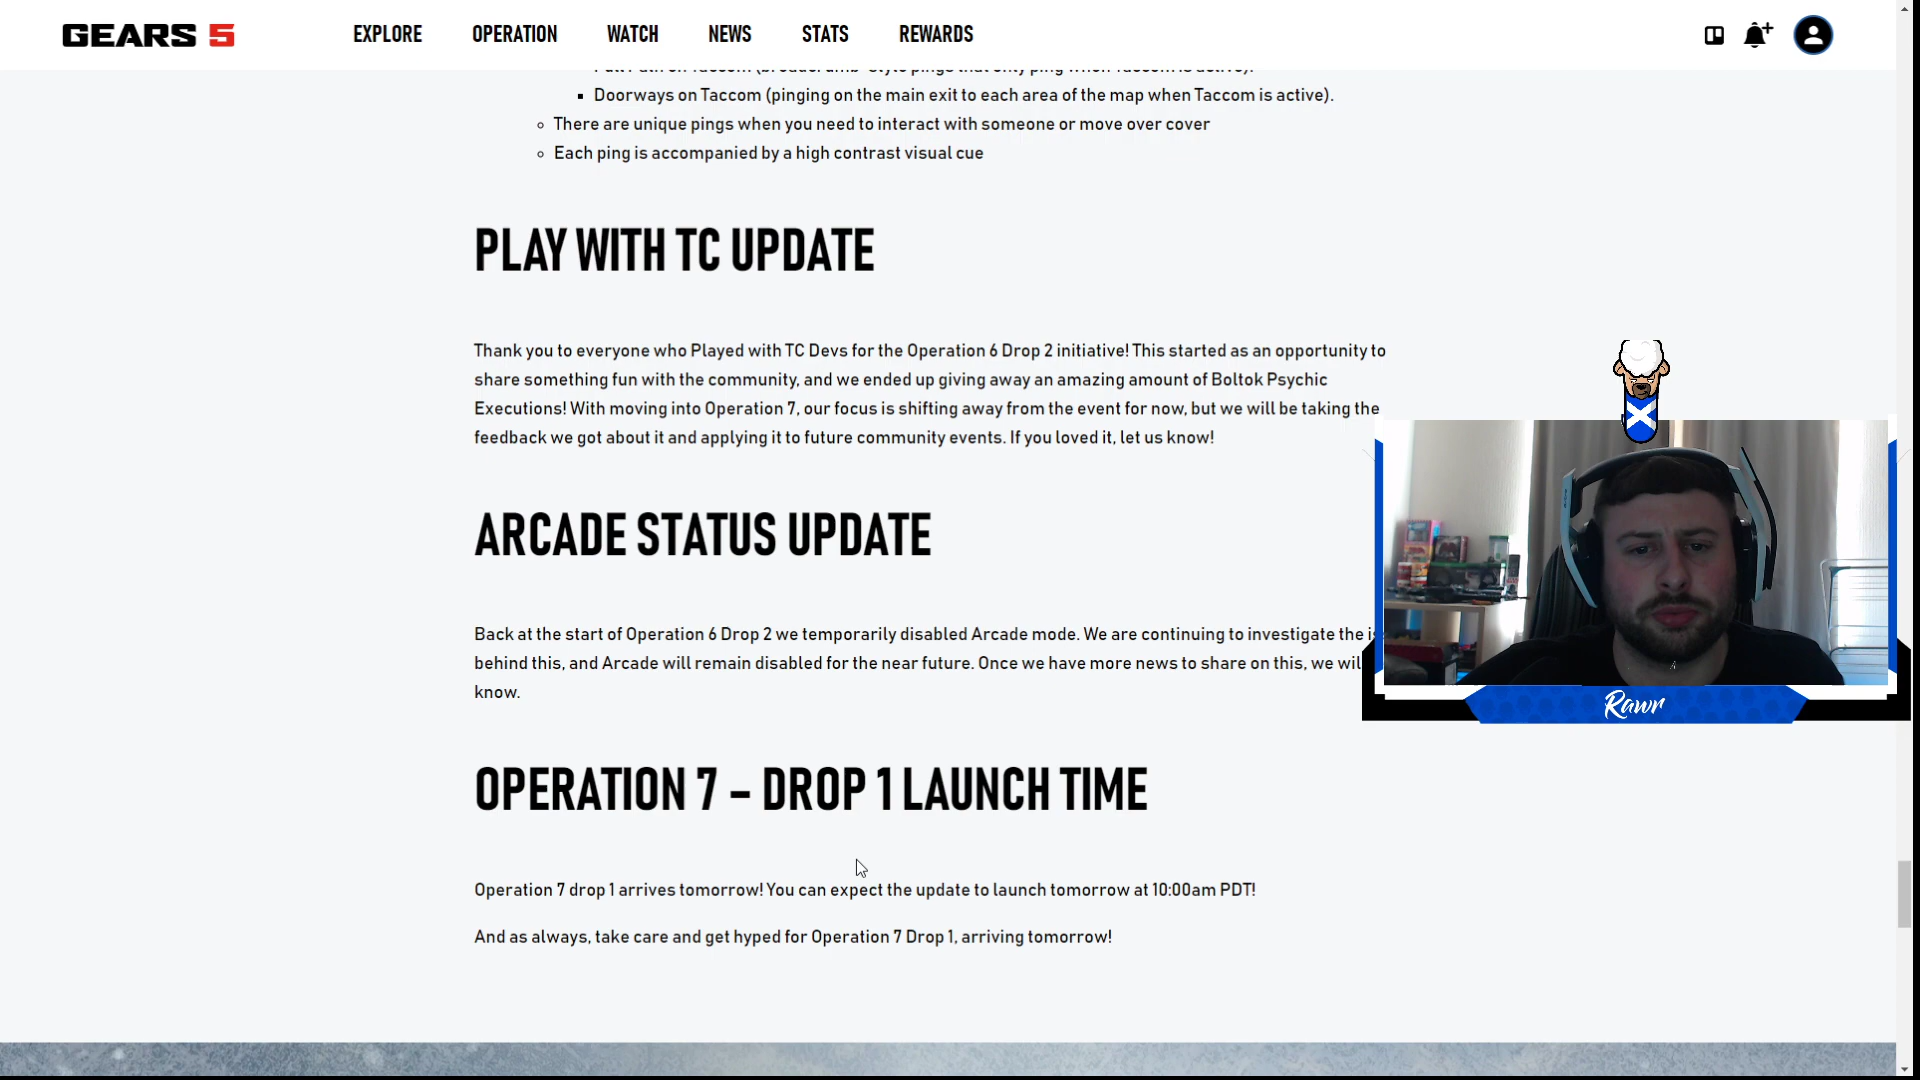 GEARS 5 EXPLORE OPERATION WATCH NEWS STATS REWARDS
Doorways on Taccom (pinging on the main exit to each area of the map when Taccom is active).
There are unique pings when you need to interact with someone or move over cover
Each ping is accompanied by a high contrast visual cue
PLAY WITH TC UPDATE
Thank you to everyone who Played with TC Devs for the Operation 6 Drop 2 initiative! This started as an opportunity to
share something fun with the community, and we ended up giving away an amazing amount of Boltok Psychic
Executions! With moving into Operation 7, our focus is shifting away from the event for now, but we will be taking the
feedback we got about it and applying it to future community events. If you loved it, let us know!
ARCADE STATUS UPDATE
Back at the start of Operation 6 Drop 2 we temporarily disabled Arcade mode. We are continuing to investigate the
behind this, and Arcade will remain disabled for the near future. Once we have more news to share on this, we
know.
Rawr
OPERATION 7 – DROP 1 LAUNCH TIME
Operation 7 drop 1 arrives tomorrow! You can expect the update to launch tomorrow at 10:00am PDT!
And as always, take care and get hyped for Operation 7 Drop 1, arriving tomorrow!